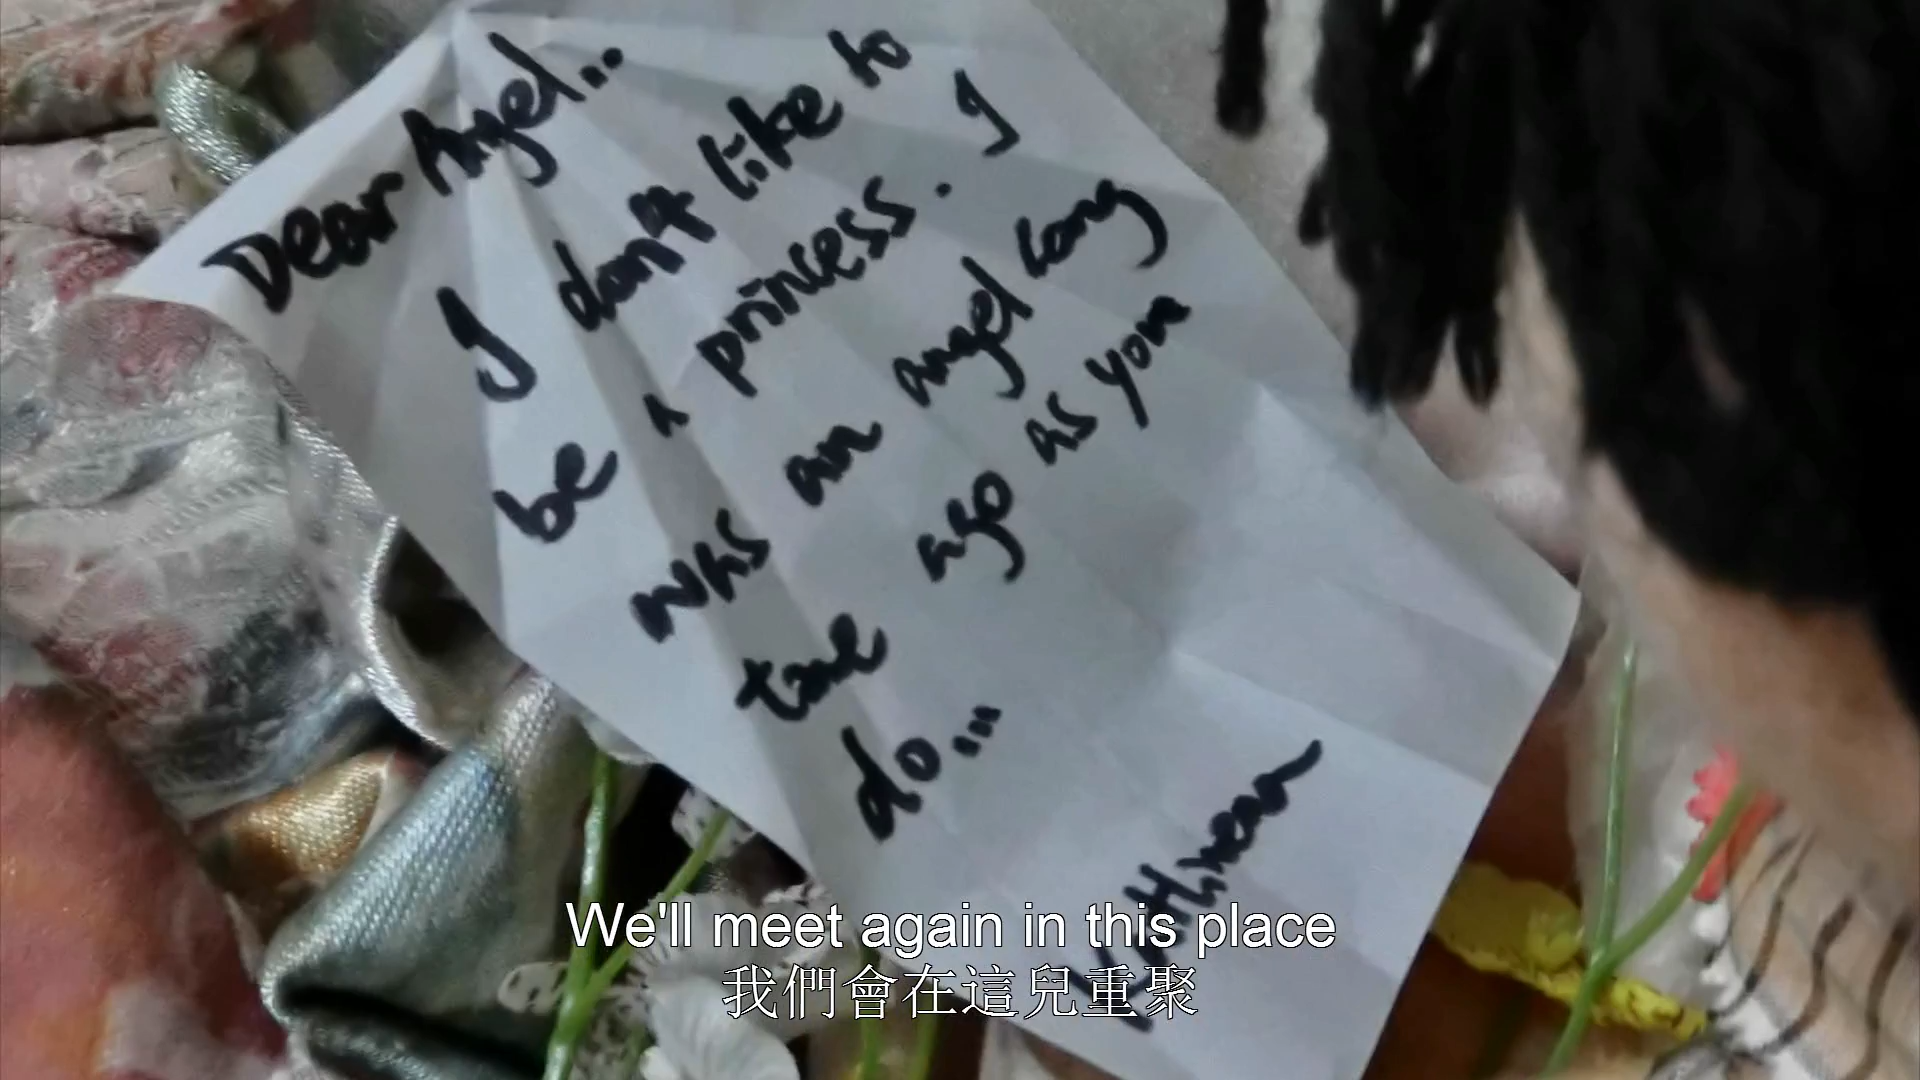 Dear Angel..
I don't like to
be a princess. I
was an angel long
time ago as you
do...
Kathleen
We'll meet again in this place
我們會在這兒重聚